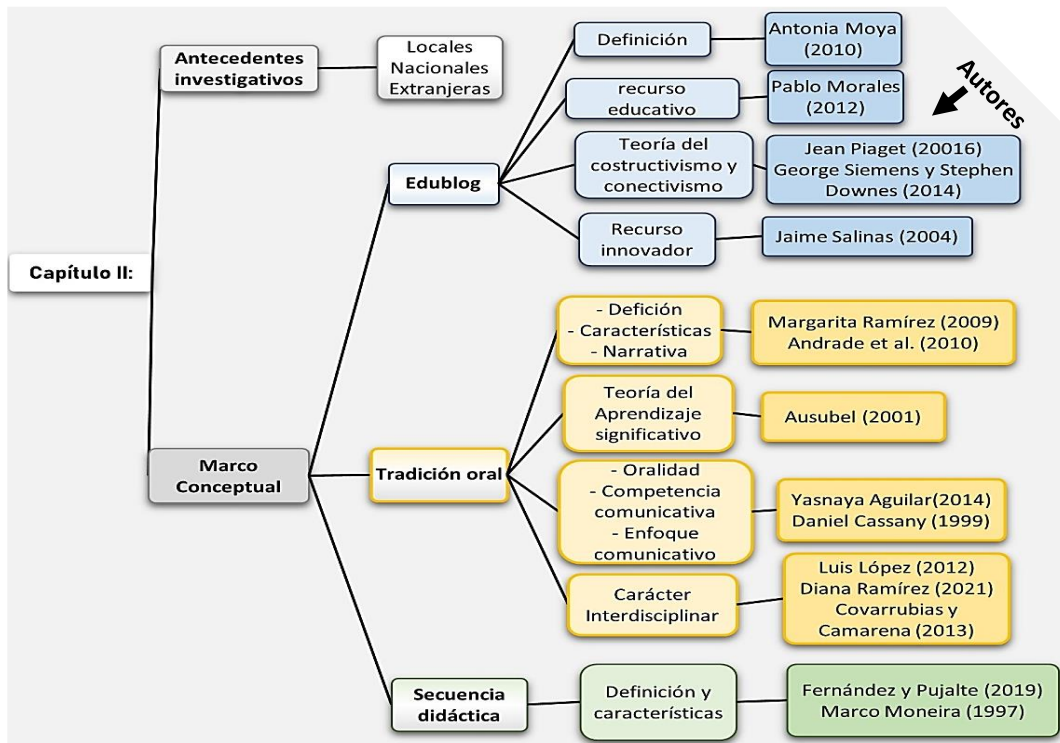 Capítulo II:
Antecedentes
investigativos
Locales
Nacionales
Extranjeras
Marco
Conceptual
Edublog
Definición
Antonia Moya
(2010)
recurso
educativo
Pablo Morales
(2012)
Autores
Teoría del
costructivismo y
conectivismo
Jean Piaget (20016)
George Siemens y Stephen
Downes (2014)
Recurso
innovador
Jaime Salinas (2004)
Tradición oral
- Defición
- Característícas
- Narrativa
Margarita Ramírez (2009)
Andrade et al. (2010)
Teoría del
Aprendizaje
significativo
Ausubel (2001)
- Oralidad
- Competencia
comunicativa
- Enfoque
comunicativo
Yasnaya Aguilar(2014)
Daniel Cassany (1999)
Carácter
Interdisciplinar
Luis López (2012)
Diana Ramírez (2021)
Covarrubias y
Camarena (2013)
Secuencia
didáctica
Definición y
características
Fernández y Pujalte (2019)
Marco Moneira (1997)